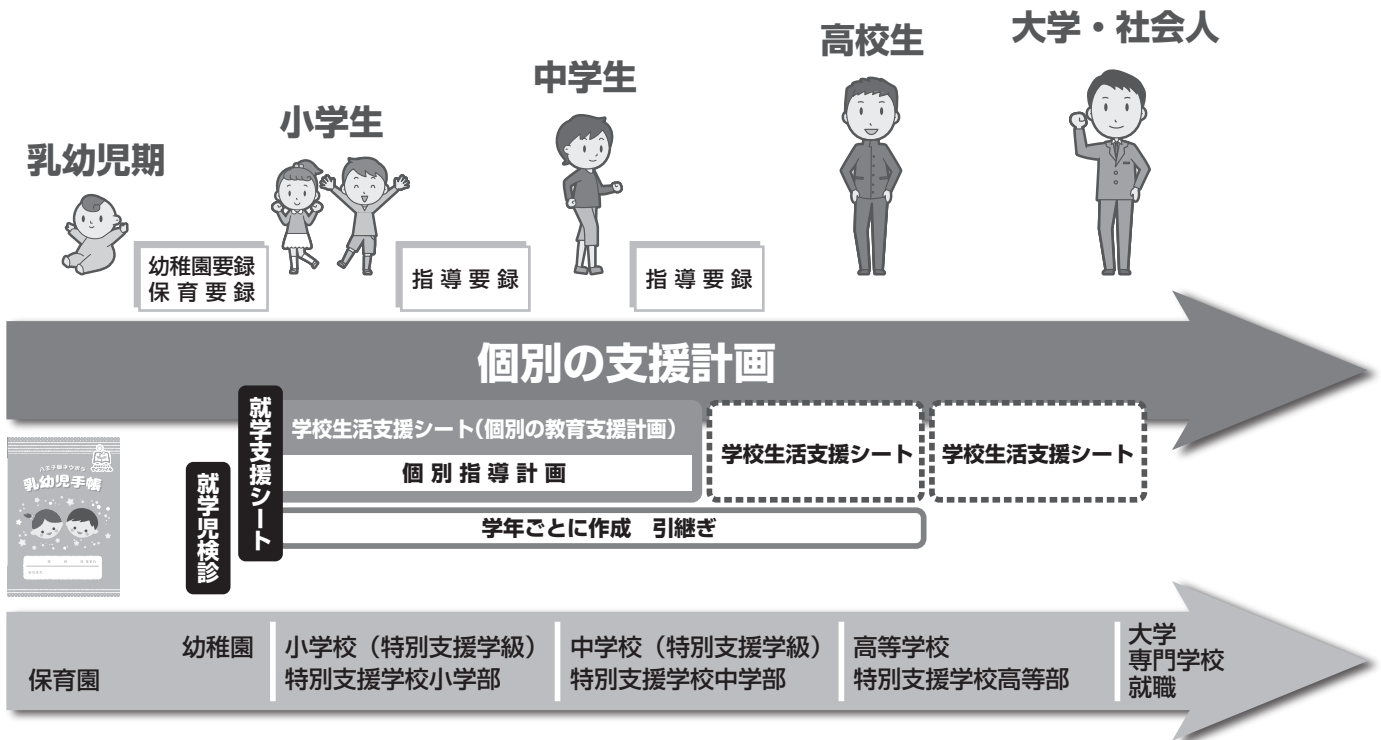 大学・社会人
高校生
中学生
小学生
乳幼児期
幼稚園要録
保育要録
指導要録
指導要録
個別の支援計画
就学支援シート
学校生活支援シート(個別の教育支援計画)
個別指導計画
学校生活支援シート
学校生活支援シート
学年ごとに作成 引継ぎ
就学児検診
乳幼児手帳
保育園
幼稚園
小学校(特別支援学級)
特別支援学校小学部
中学校(特別支援学級)
特別支援学校中学部
高等学校
特別支援学校高等部
大学
専門学校
就職